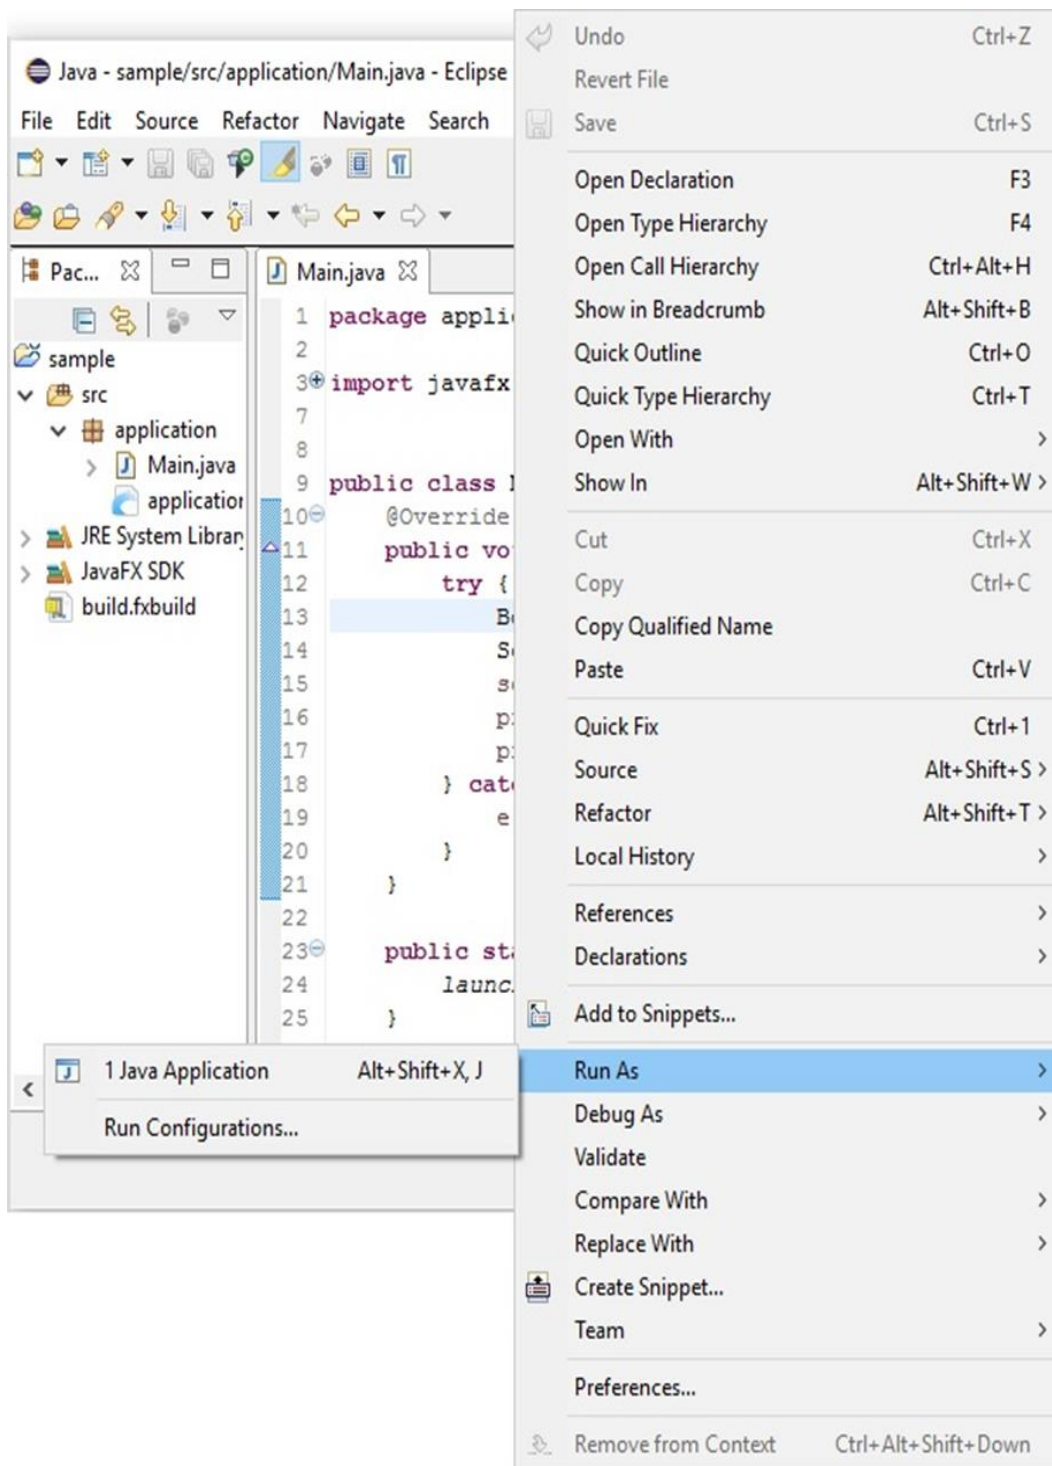 Java - sample/src/application/Main.java - Eclipse
File Edit Source Refactor Navigate Search
Pac...
sample
src
application
Main.java
application
JRE System Library
JavaFX SDK
build.fxbuild
Main.java
1 package appli
2
3 import javafx
7
8
9 public class
10 @Override
11 public vo
12 try {
13 B
14 S
15 s
16 p
17 p
18 } cat
19 e
20 }
21 }
22
23 public sta
24 launc
25 }
1 Java Application Alt+Shift+X, J
Run Configurations...
Undo Ctrl+Z
Revert File
Save Ctrl+S
Open Declaration F3
Open Type Hierarchy F4
Open Call Hierarchy Ctrl+Alt+H
Show in Breadcrumb Alt+Shift+B
Quick Outline Ctrl+O
Quick Type Hierarchy Ctrl+T
Open With
Show In Alt+Shift+W
Cut Ctrl+X
Copy Ctrl+C
Copy Qualified Name
Paste Ctrl+V
Quick Fix Ctrl+1
Source Alt+Shift+S
Refactor Alt+Shift+T
Local History
References
Declarations
Add to Snippets...
Run As
Debug As
Validate
Compare With
Replace With
Create Snippet...
Team
Preferences...
Remove from Context Ctrl+Alt+Shift+Down